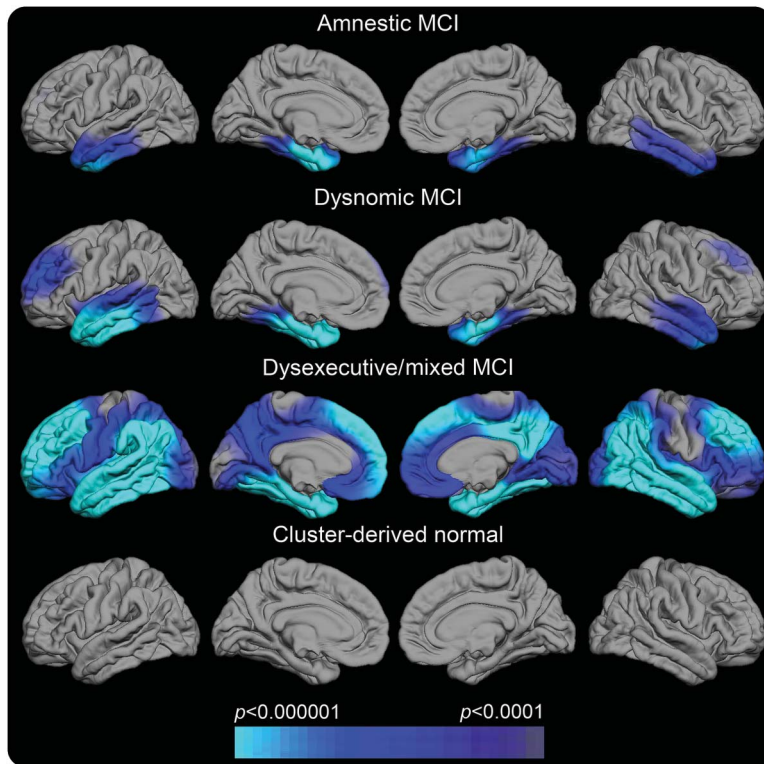 Amnestic MCI
Dysnomic MCI
Dysexecutive/mixed MCI
Cluster-derived normal
p<0.000001 p<0.0001